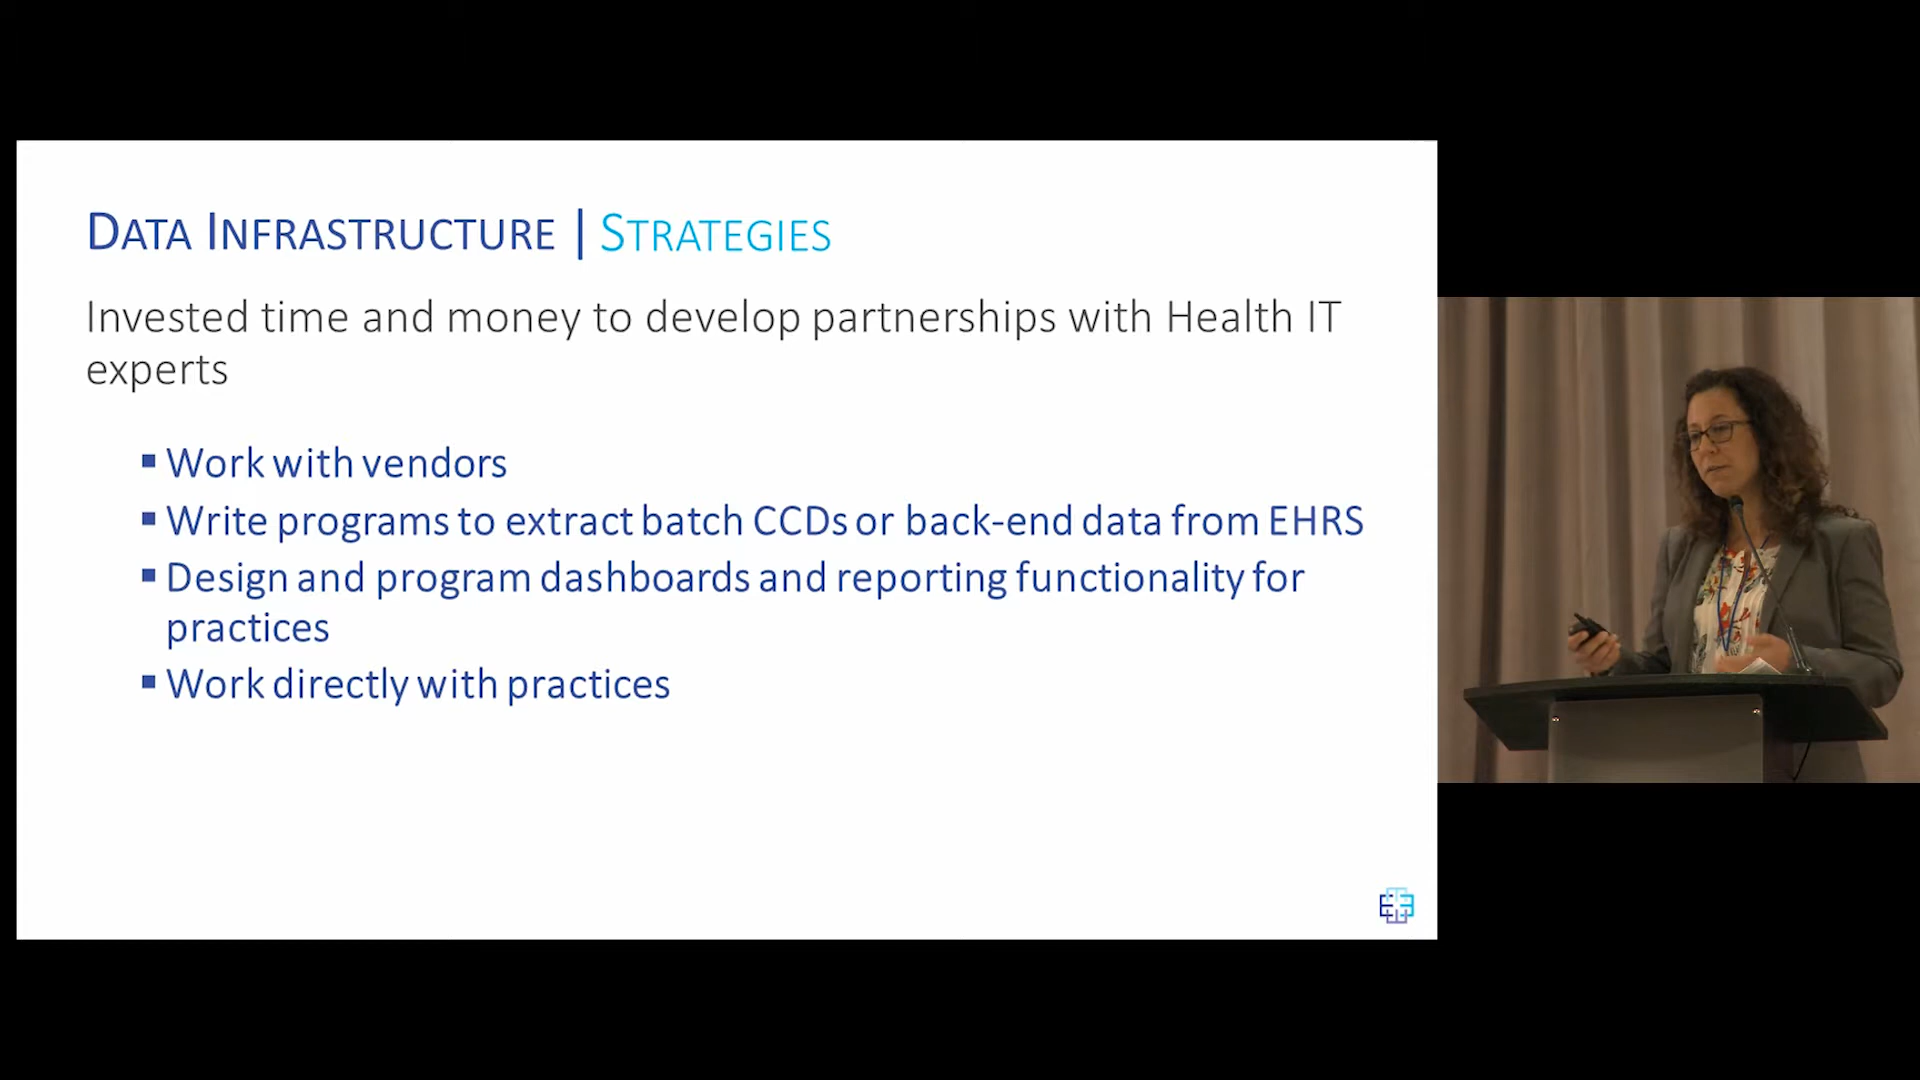 DATA INFRASTRUCTURE | STRATEGIES
Invested time and money to develop partnerships with Health IT
experts
▪ Work with vendors
▪ Write programs to extract batch CCDs or back-end data from EHRS
▪ Design and program dashboards and reporting functionality for
practices
▪ Work directly with practices